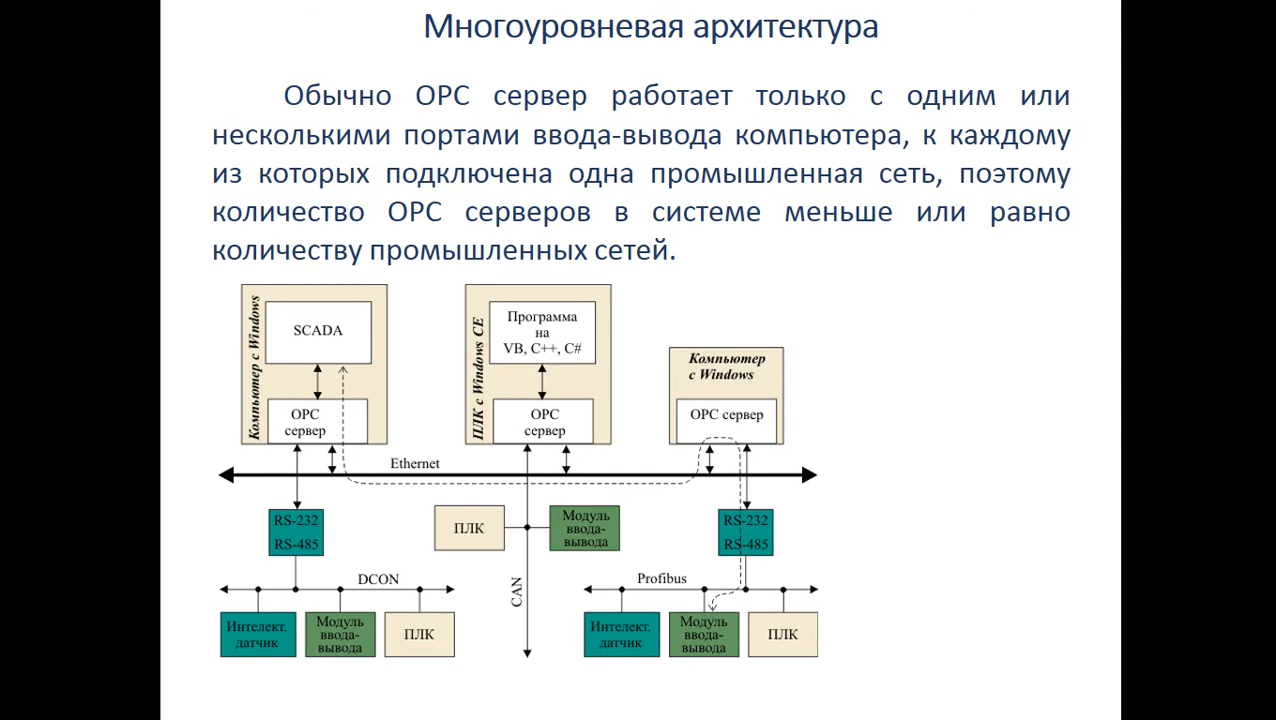 Многоуровневая архитектура
Обычно OPC сервер работает только с одним или
несколькими портами ввода-вывода компьютера, к каждому
из которых подключена одна промышленная сеть, поэтому
количество OPC серверов в системе меньше или равно
количеству промышленных сетей.
Компьютер с Windows
SCADA
OPC
сервер
ПЛК с Windows CE
Программа
на
VB, C++, C#
OPC
сервер
Компьютер
с Windows
OPC сервер
Ethernet
RS-232
RS-485
ПЛК
Модуль
ввода-
вывода
RS-232
RS-485
DCON
CAN
Profibus
Интелект.
датчик
Модуль
ввода-
вывода
ПЛК
Интелект.
датчик
Модуль
ввода-
вывода
ПЛК